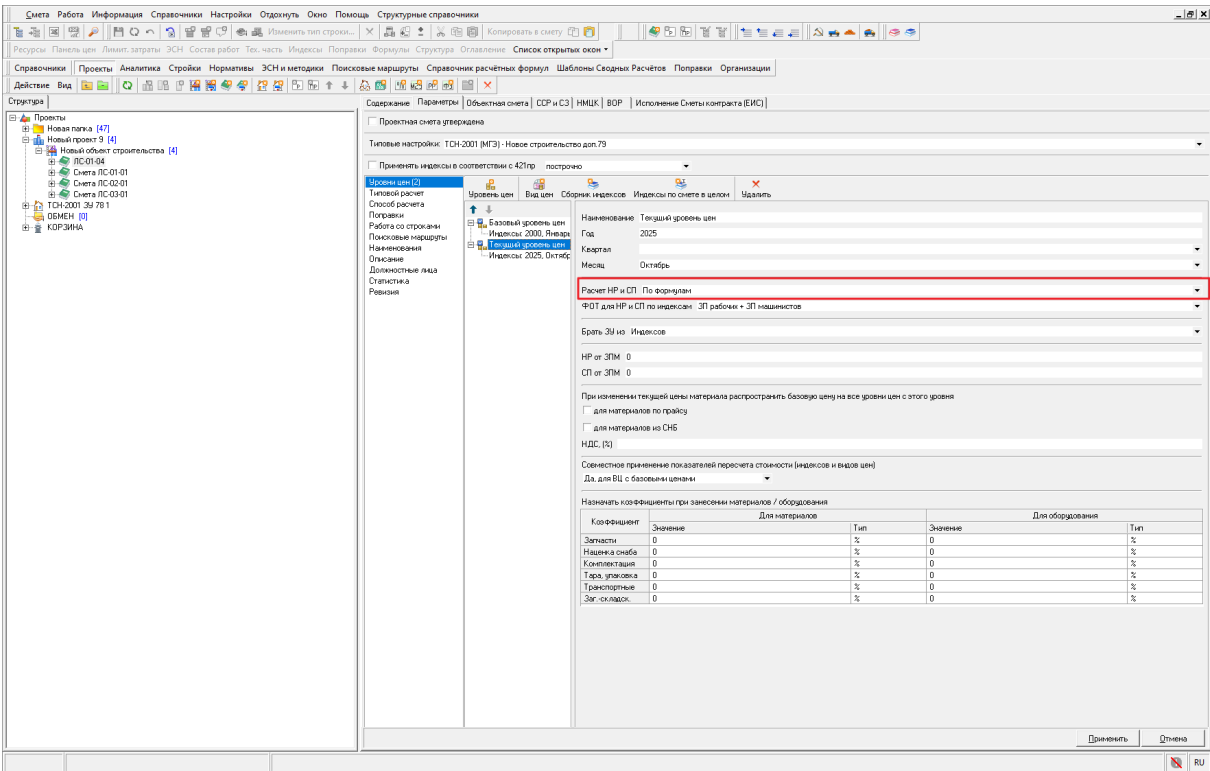 Смета Работа Информация Справочники Настройки Отдохнуть Окно Помощь Структурные справочники
Изменить тип строки... Копировать в смету
Ресурсы Панель цен Лимит. затраты ЭСН Состав работ Тех. часть Индексы Поправки Формулы Структура Оглавление Список открытых окон
Справочники Проекты Аналитика Стройки Нормативы ЭСН и методики Поисковые маршруты Справочник расчётных формул Шаблоны Сводных Расчётов Поправки Организации
Действие Вид
Структура
Проекты
Новая папка [47]
Новый проект 9 [4]
Новый объект строительства [4]
ЛС-01-04
Смета ЛС-01-01
Смета ЛС-02-01
Смета ЛС-03-01
ТСН-2001 ЗУ 78 1
ОБМЕН [0]
КОРЗИНА
Содержание Параметры Объектная смета ССР и СЗ НМЦК ВОР Исполнение Сметы контракта (ЕИС)
Проектная смета утверждена
Типовые настройки: ТСН-2001 (МГЭ) - Новое строительство доп.79
Применять индексы в соответствии с 421пр построчно
Уровни цен (2)
Типовой расчет
Способ расчета
Поправки
Работа со строками
Поисковые маршруты
Наименования
Описание
Должностные лица
Статистика
Ревизия
Уровень цен Вид цен Сборник индексов Индексы по смете в целом Удалить
Базовый уровень цен
Индексы: 2000, Январь
Текущий уровень цен
Индексы: 2025, Октябр
Наименование Текущий уровень цен
Год 2025
Квартал
Месяц Октябрь
Расчет НР и СП По формулам
ФОТ для НР и СП по индексам ЗП рабочих + ЗП машинистов
Брать ЗУ из Индексов
НР от ЗПМ 0
СП от ЗПМ 0
При изменении текущей цены материала распространить базовую цену на все уровни цен с этого уровня
для материалов по прайсу
для материалов из СНБ
НДС, (%)
Совместное применение показателей пересчета стоимости (индексов и видов цен)
Да, для ВЦ с базовыми ценами
Назначать коэффициенты при занесении материалов / оборудования
Коэффициент Для материалов Для оборудования
Значение Тип Значение Тип
Запчасти 0 % 0 %
Наценка снаба 0 % 0 %
Комплектация 0 % 0 %
Тара, упаковка 0 % 0 %
Транспортные 0 % 0 %
Заг.-складск. 0 % 0 %
Применить Отмена
RU